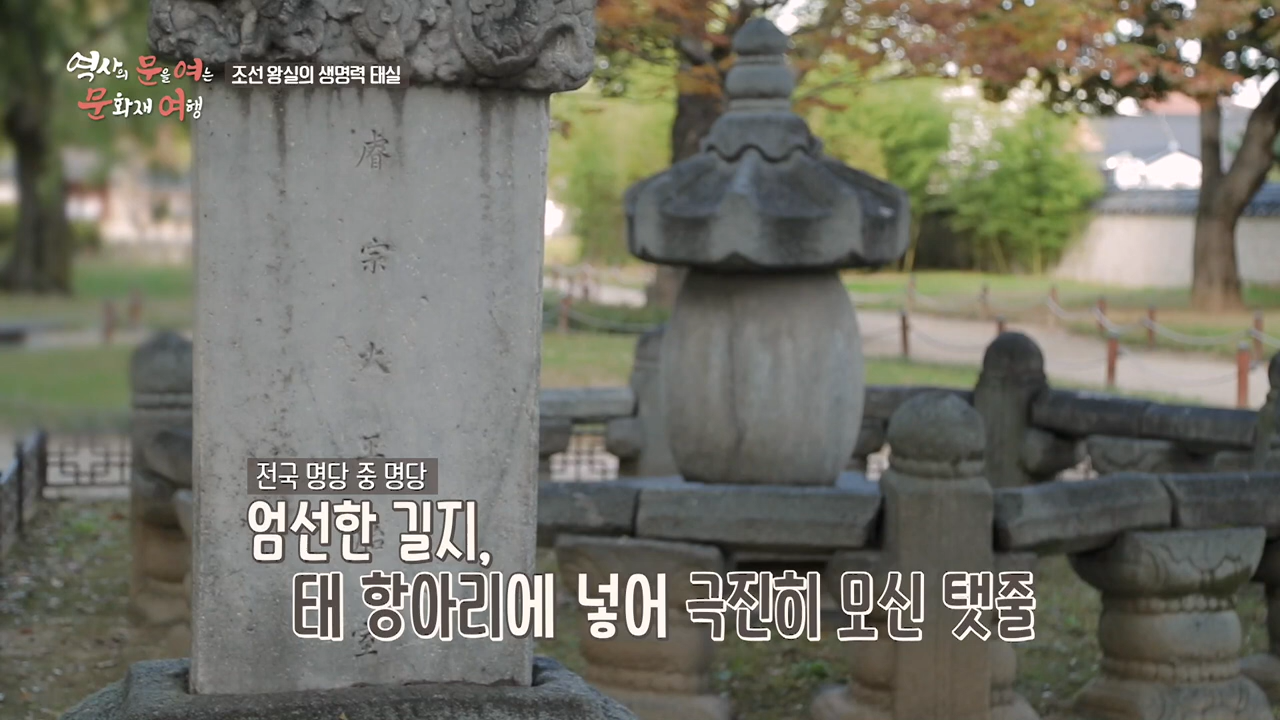 역사의 문을 여는
문화재 여행
조선 왕실의 생명력 태실
睿
宗
大
전국 명당 중 명당
엄선한 길지,
태 항아리에 넣어 극진히 모신 탯줄